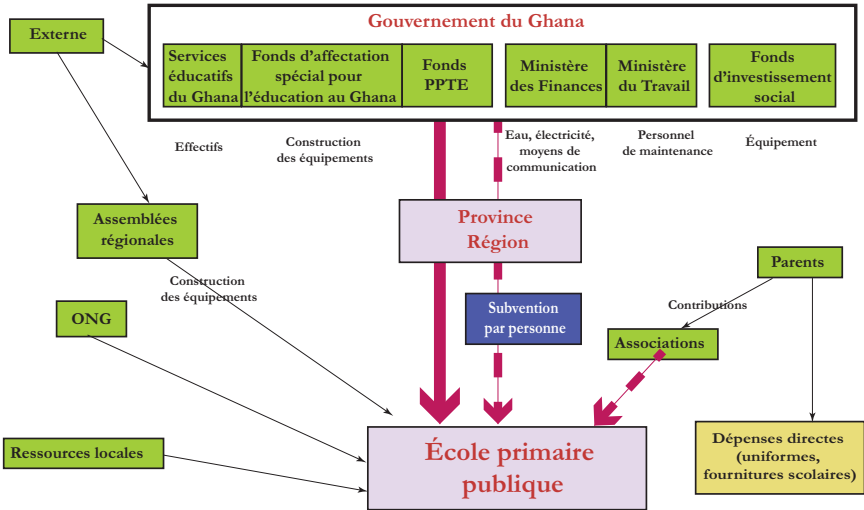 Externe
Gouvernement du Ghana
Services
éducatifs
du Ghana
Fonds d'affectation
spécial pour
l'éducation au Ghana
Fonds
PPTE
Ministère
des Finances
Ministère
du Travail
Fonds
d'investissement
social
Effectifs
Construction
des équipements
Eau, électricité,
moyens de
communication
Personnel
de maintenance
Équipement
Assemblées
régionales
Province
Région
Parents
Construction
des équipements
ONG
Subvention
par personne
Contributions
Associations
Ressources locales
École primaire
publique
Dépenses directes
(uniformes,
fournitures scolaires)